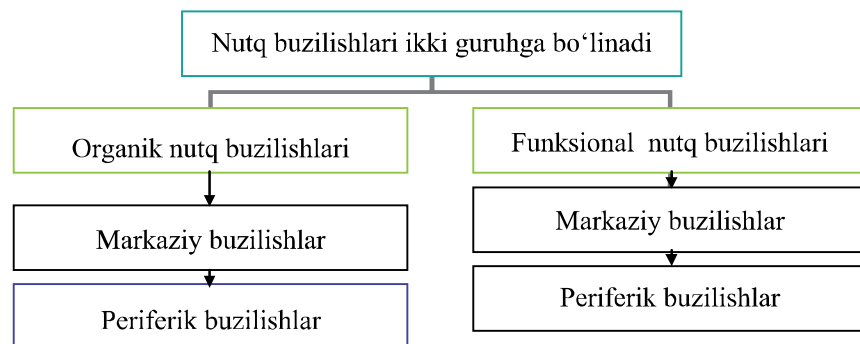 Nutq buzilishlari ikki guruhga bo‘linadi
Organik nutq buzilishlari
Funksional nutq buzilishlari
Markaziy buzilishlar
Markaziy buzilishlar
Periferik buzilishlar
Periferik buzilishlar